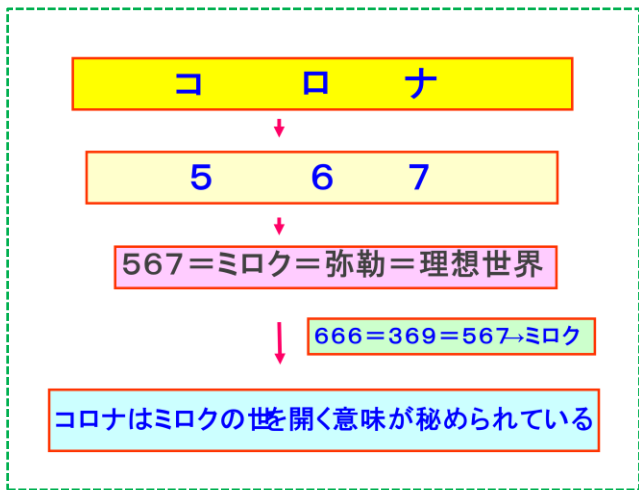 コ ロ ナ
5 6 7
567=ミロク=弥勒=理想世界
666=369=567→ミロク
コロナはミロクの世を開く意味が秘められている